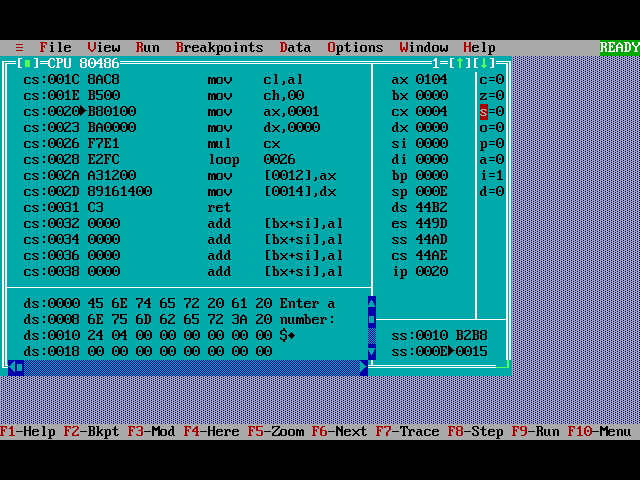 ≡ File View Run Breakpoints Data Options Window Help READY
[■]=CPU 80486 1=[↑][↓]
cs:001C 8AC8 mov cl,al ax 0104 c=0
cs:001E B500 mov ch,00 bx 0000 z=0
cs:0020►B80100 mov ax,0001 cx 0004 s=0
cs:0023 BA0000 mov dx,0000 dx 0000 o=0
cs:0026 F7E1 mul cx si 0000 p=0
cs:0028 E2FC loop 0026 di 0000 a=0
cs:002A A31200 mov [0012],ax bp 0000 i=1
cs:002D 89161400 mov [0014],dx sp 000E d=0
cs:0031 C3 ret ds 44B2
cs:0032 0000 add [bx+si],al es 449D
cs:0034 0000 add [bx+si],al ss 44AD
cs:0036 0000 add [bx+si],al cs 44AE
cs:0038 0000 add [bx+si],al ip 0020
ds:0000 45 6E 74 65 72 20 61 20 Enter a
ds:0008 6E 75 6D 62 65 72 3A 20 number:
ds:0010 24 04 00 00 00 00 00 00 $♦ ss:0010 B2B8
ds:0018 00 00 00 00 00 00 00 00 ss:000E►0015
F1-Help F2-Bkpt F3-Mod F4-Here F5-Zoom F6-Next F7-Trace F8-Step F9-Run F10-Menu